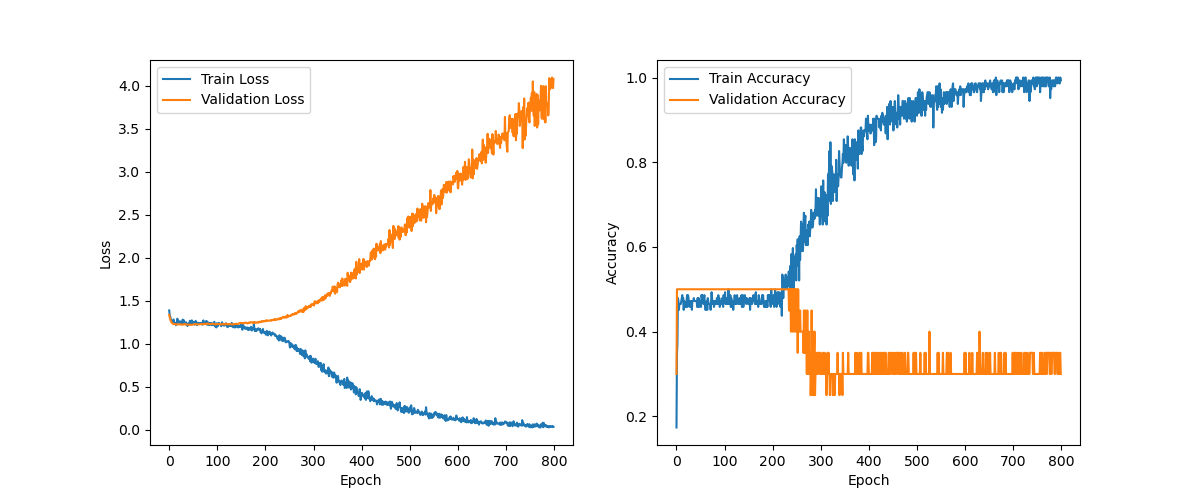 Train Loss
Validation Loss
4.0
3.5
3.0
2.5
2.0
1.5
1.0
0.5
0.0
Loss
0 100 200 300 400 500 600 700 800
Epoch
Train Accuracy
Validation Accuracy
1.0
0.8
0.6
0.4
0.2
Accuracy
0 100 200 300 400 500 600 700 800
Epoch